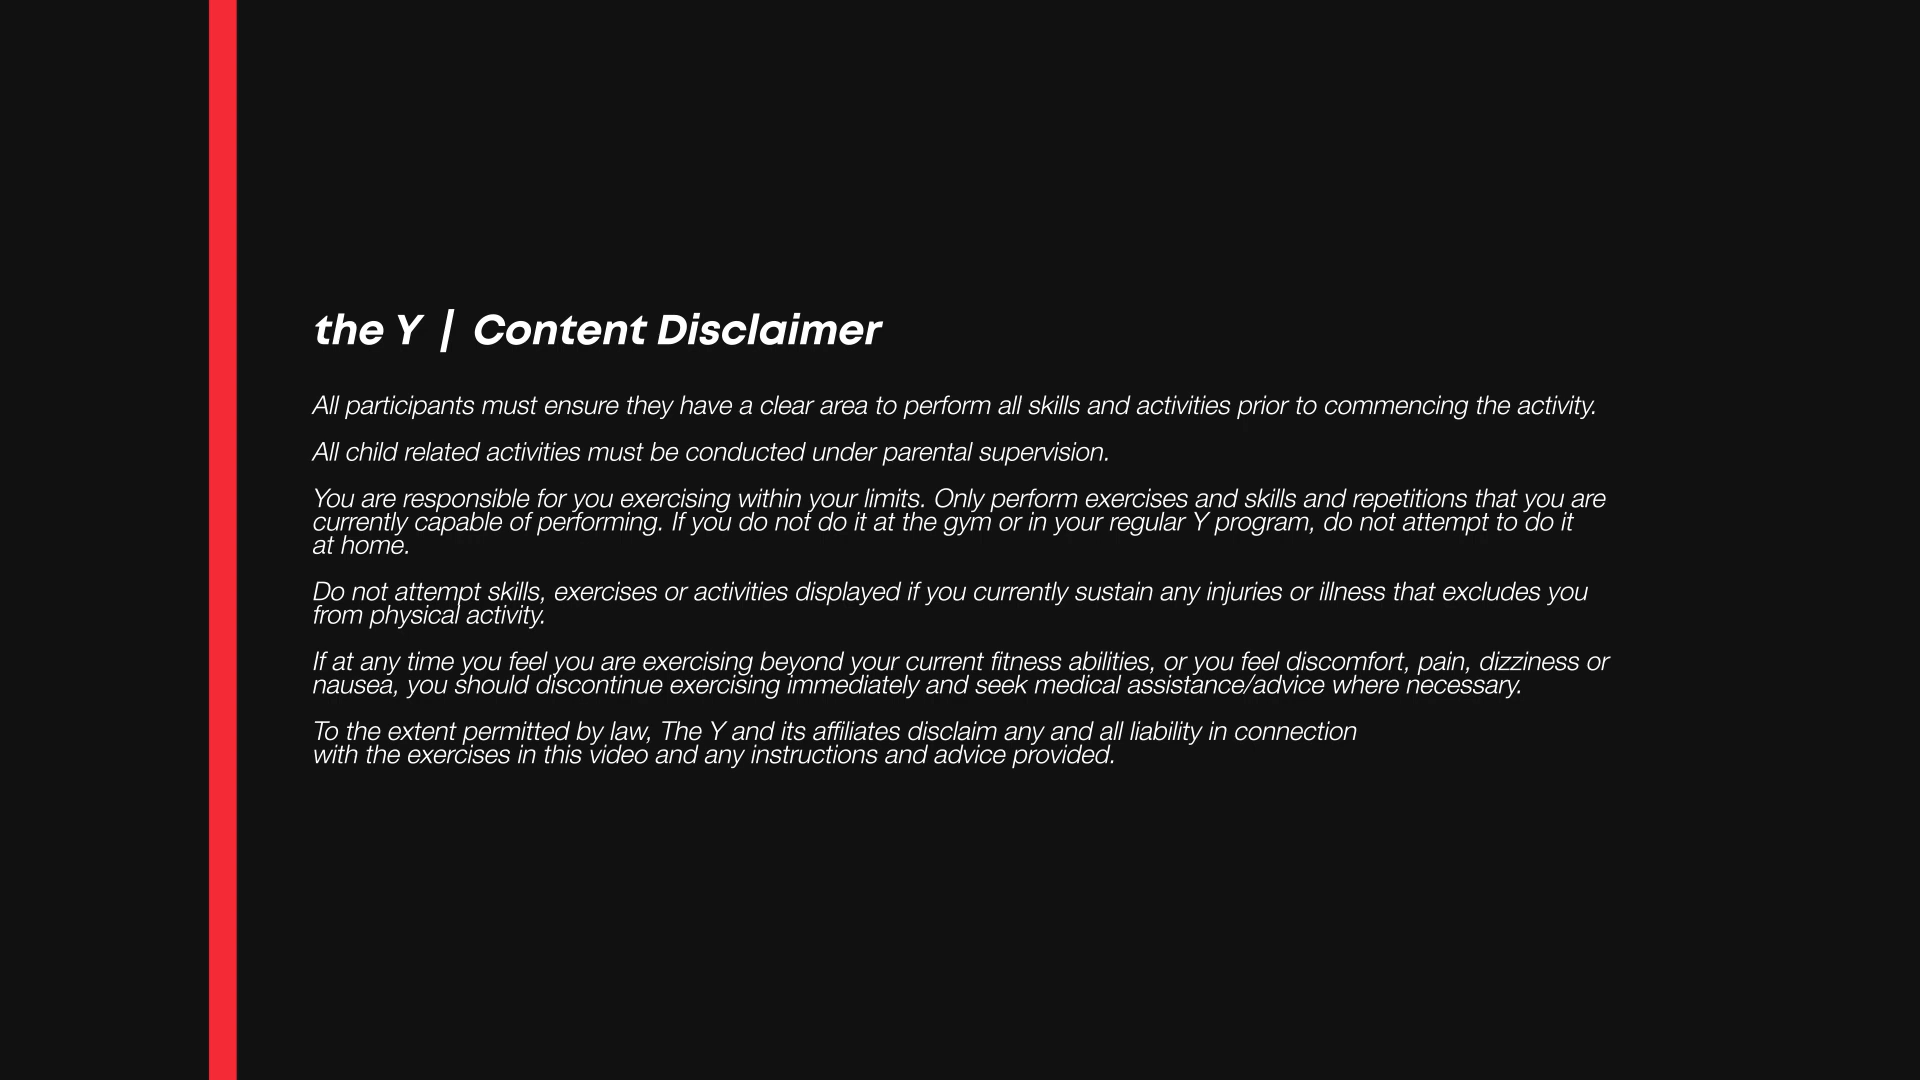 the Y | Content Disclaimer
All participants must ensure they have a clear area to perform all skills and activities prior to commencing the activity.
All child related activities must be conducted under parental supervision.
You are responsible for you exercising within your limits. Only perform exercises and skills and repetitions that you are
currently capable of performing. If you do not do it at the gym or in your regular Y program, do not attempt to do it
at home.
Do not attempt skills, exercises or activities displayed if you currently sustain any injuries or illness that excludes you
from physical activity.
If at any time you feel you are exercising beyond your current fitness abilities, or you feel discomfort, pain, dizziness or
nausea, you should discontinue exercising immediately and seek medical assistance/advice where necessary.
To the extent permitted by law, The Y and its affiliates disclaim any and all liability in connection
with the exercises in this video and any instructions and advice provided.